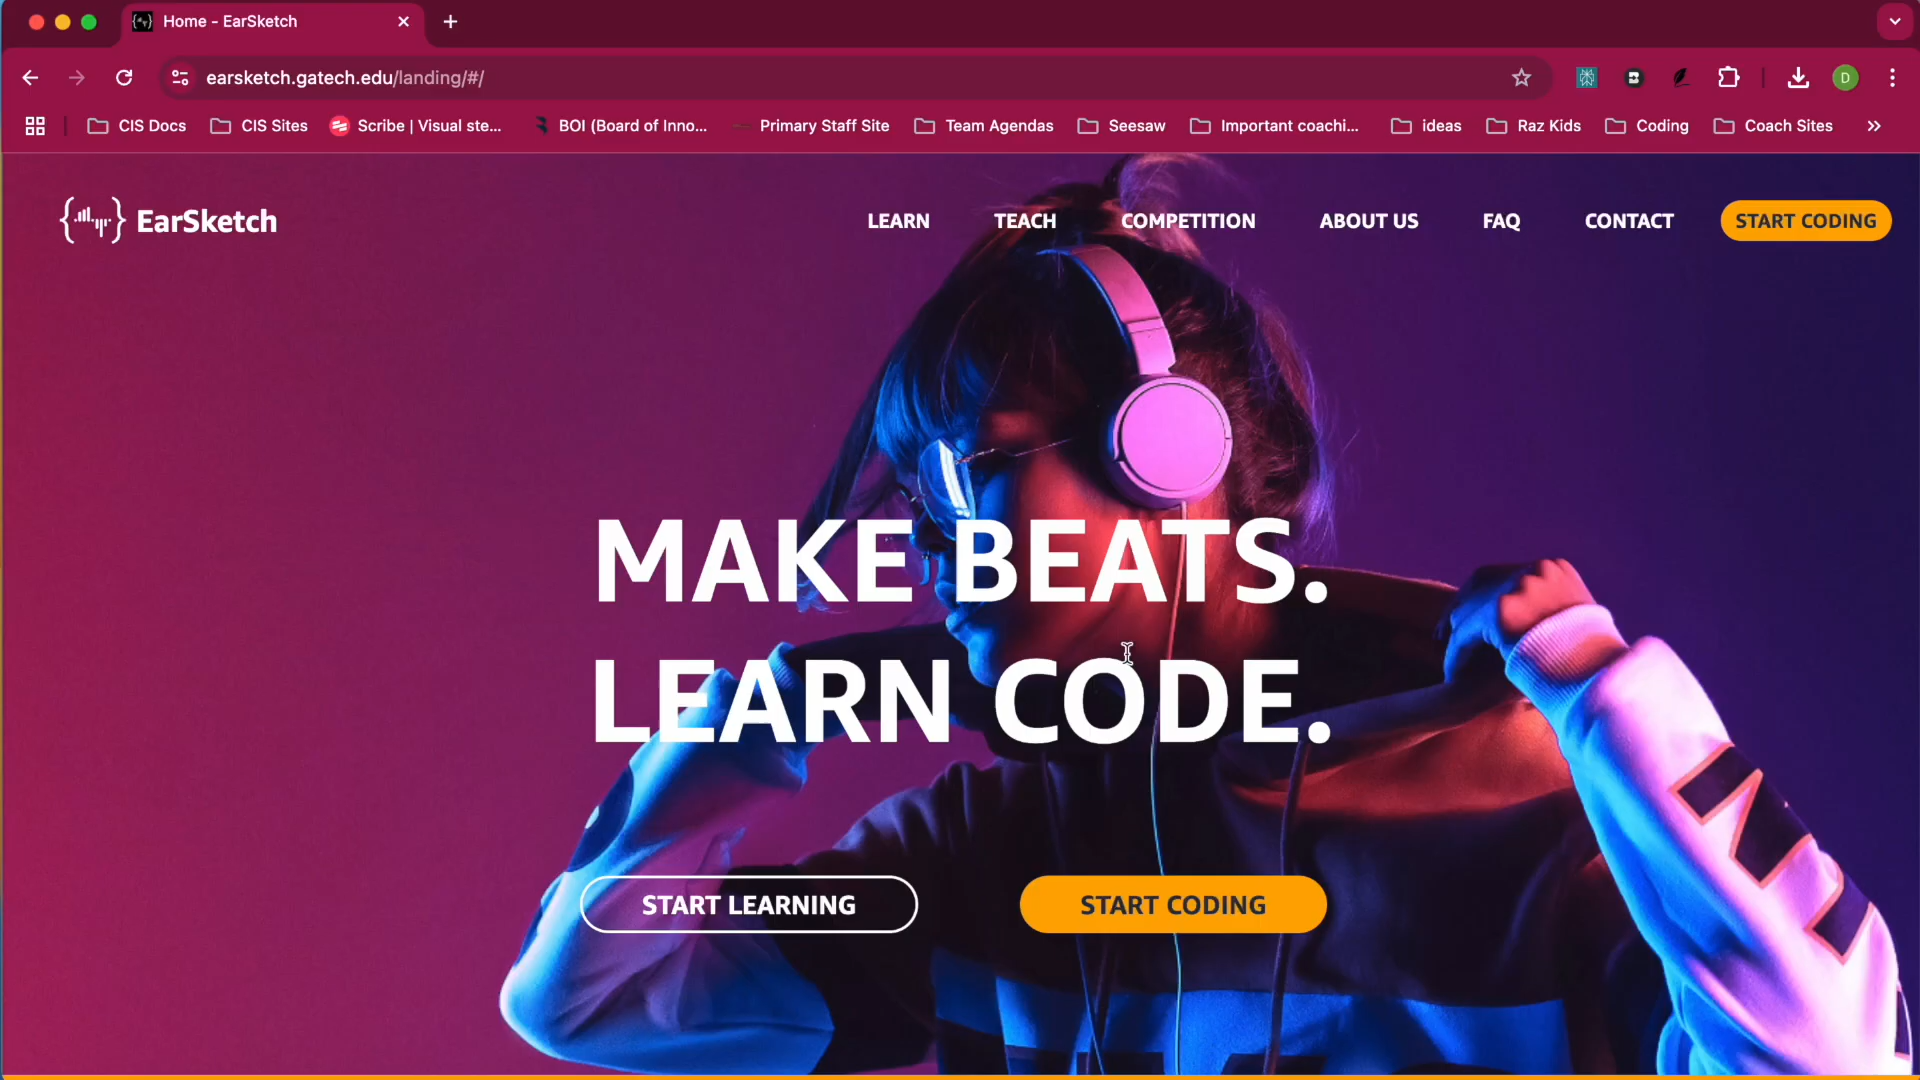 Home - EarSketch
earsketch.gatech.edu/landing/#/
D
CIS Docs CIS Sites Scribe | Visual ste... BOI (Board of Inno... Primary Staff Site Team Agendas Seesaw Important coachi... ideas Raz Kids Coding Coach Sites
EarSketch LEARN TEACH COMPETITION ABOUT US FAQ CONTACT START CODING
MAKE BEATS.
LEARN CODE.
START LEARNING START CODING